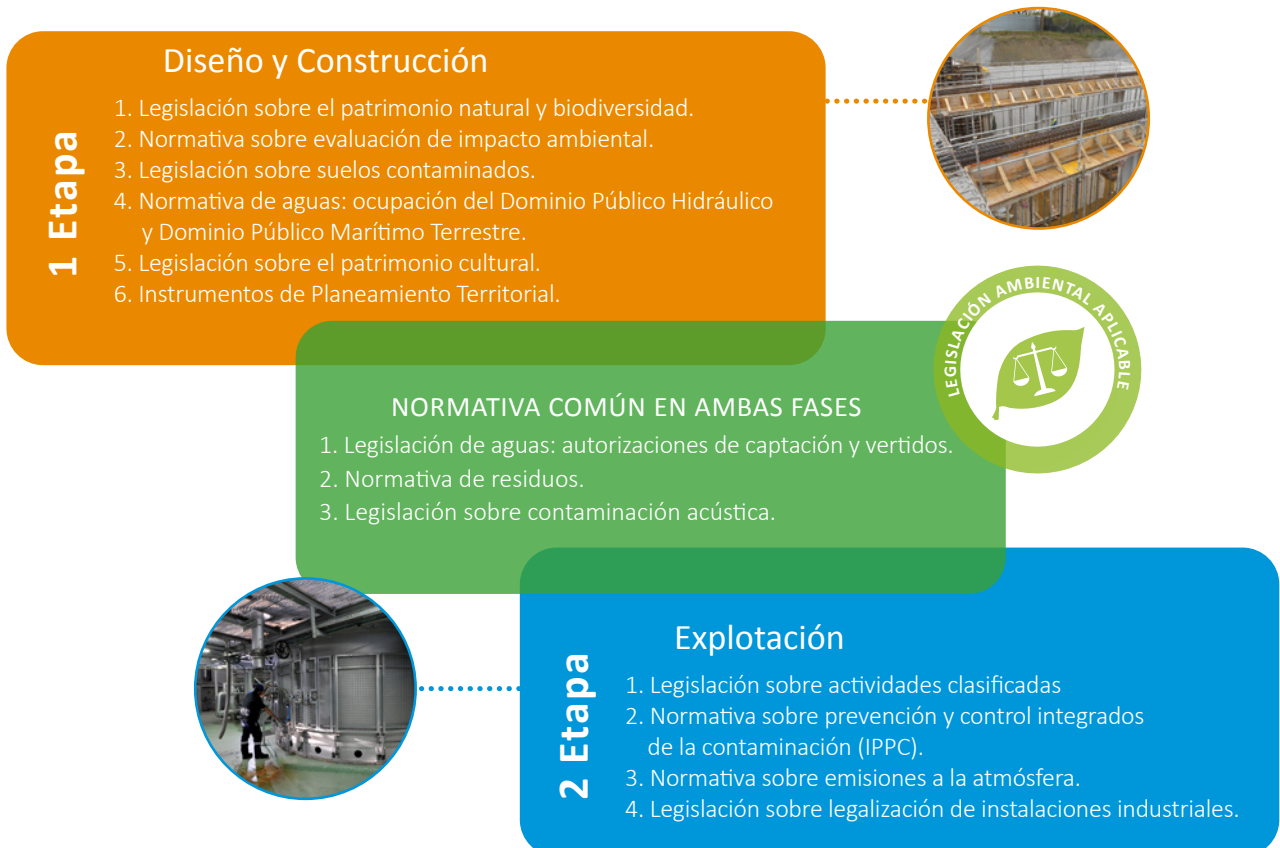 Diseño y Construcción
1 Etapa
1. Legislación sobre el patrimonio natural y biodiversidad.
2. Normativa sobre evaluación de impacto ambiental.
3. Legislación sobre suelos contaminados.
4. Normativa de aguas: ocupación del Dominio Público Hidráulico
y Dominio Público Marítimo Terrestre.
5. Legislación sobre el patrimonio cultural.
6. Instrumentos de Planeamiento Territorial.
LEGISLACIÓN AMBIENTAL APLICABLE
NORMATIVA COMÚN EN AMBAS FASES
1. Legislación de aguas: autorizaciones de captación y vertidos.
2. Normativa de residuos.
3. Legislación sobre contaminación acústica.
Explotación
2 Etapa
1. Legislación sobre actividades clasificadas
2. Normativa sobre prevención y control integrados
de la contaminación (IPPC).
3. Normativa sobre emisiones a la atmósfera.
4. Legislación sobre legalización de instalaciones industriales.